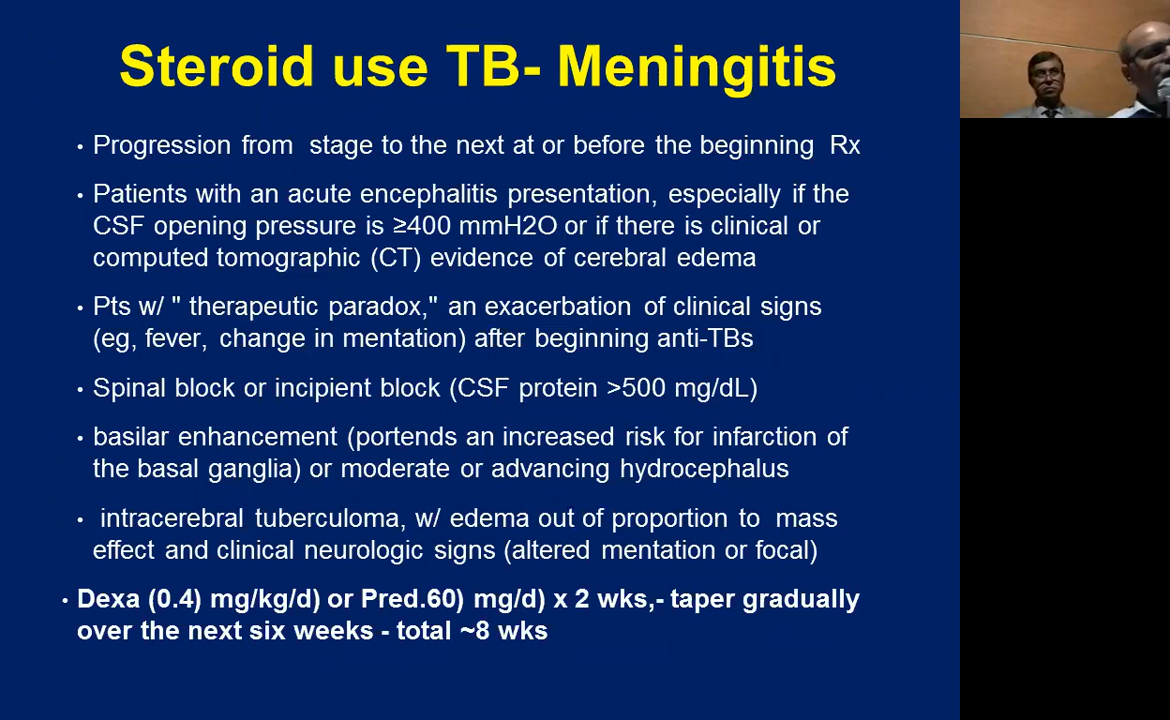 Steroid use TB- Meningitis
• Progression from stage to the next at or before the beginning Rx
• Patients with an acute encephalitis presentation, especially if the
CSF opening pressure is ≥400 mmH2O or if there is clinical or
computed tomographic (CT) evidence of cerebral edema
• Pts w/ " therapeutic paradox," an exacerbation of clinical signs
(eg, fever, change in mentation) after beginning anti-TBs
• Spinal block or incipient block (CSF protein >500 mg/dL)
• basilar enhancement (portends an increased risk for infarction of
the basal ganglia) or moderate or advancing hydrocephalus
• intracerebral tuberculoma, w/ edema out of proportion to mass
effect and clinical neurologic signs (altered mentation or focal)
• Dexa (0.4) mg/kg/d) or Pred.60) mg/d) x 2 wks,- taper gradually
over the next six weeks - total ~8 wks